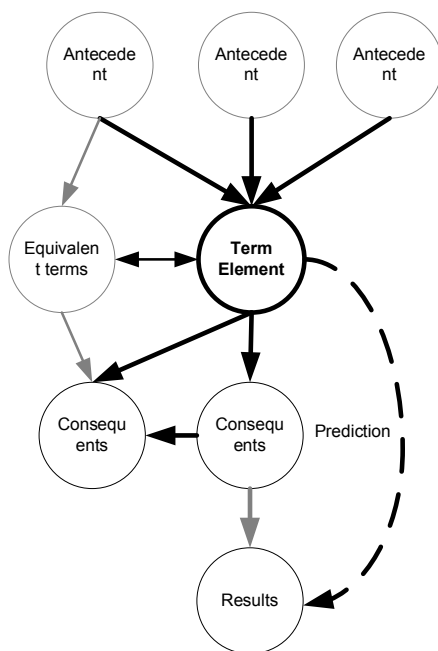 Antecede
nt
Antecede
nt
Antecede
nt
Equivalen
t terms
Term
Element
Consequ
ents
Consequ
ents
Prediction
Results